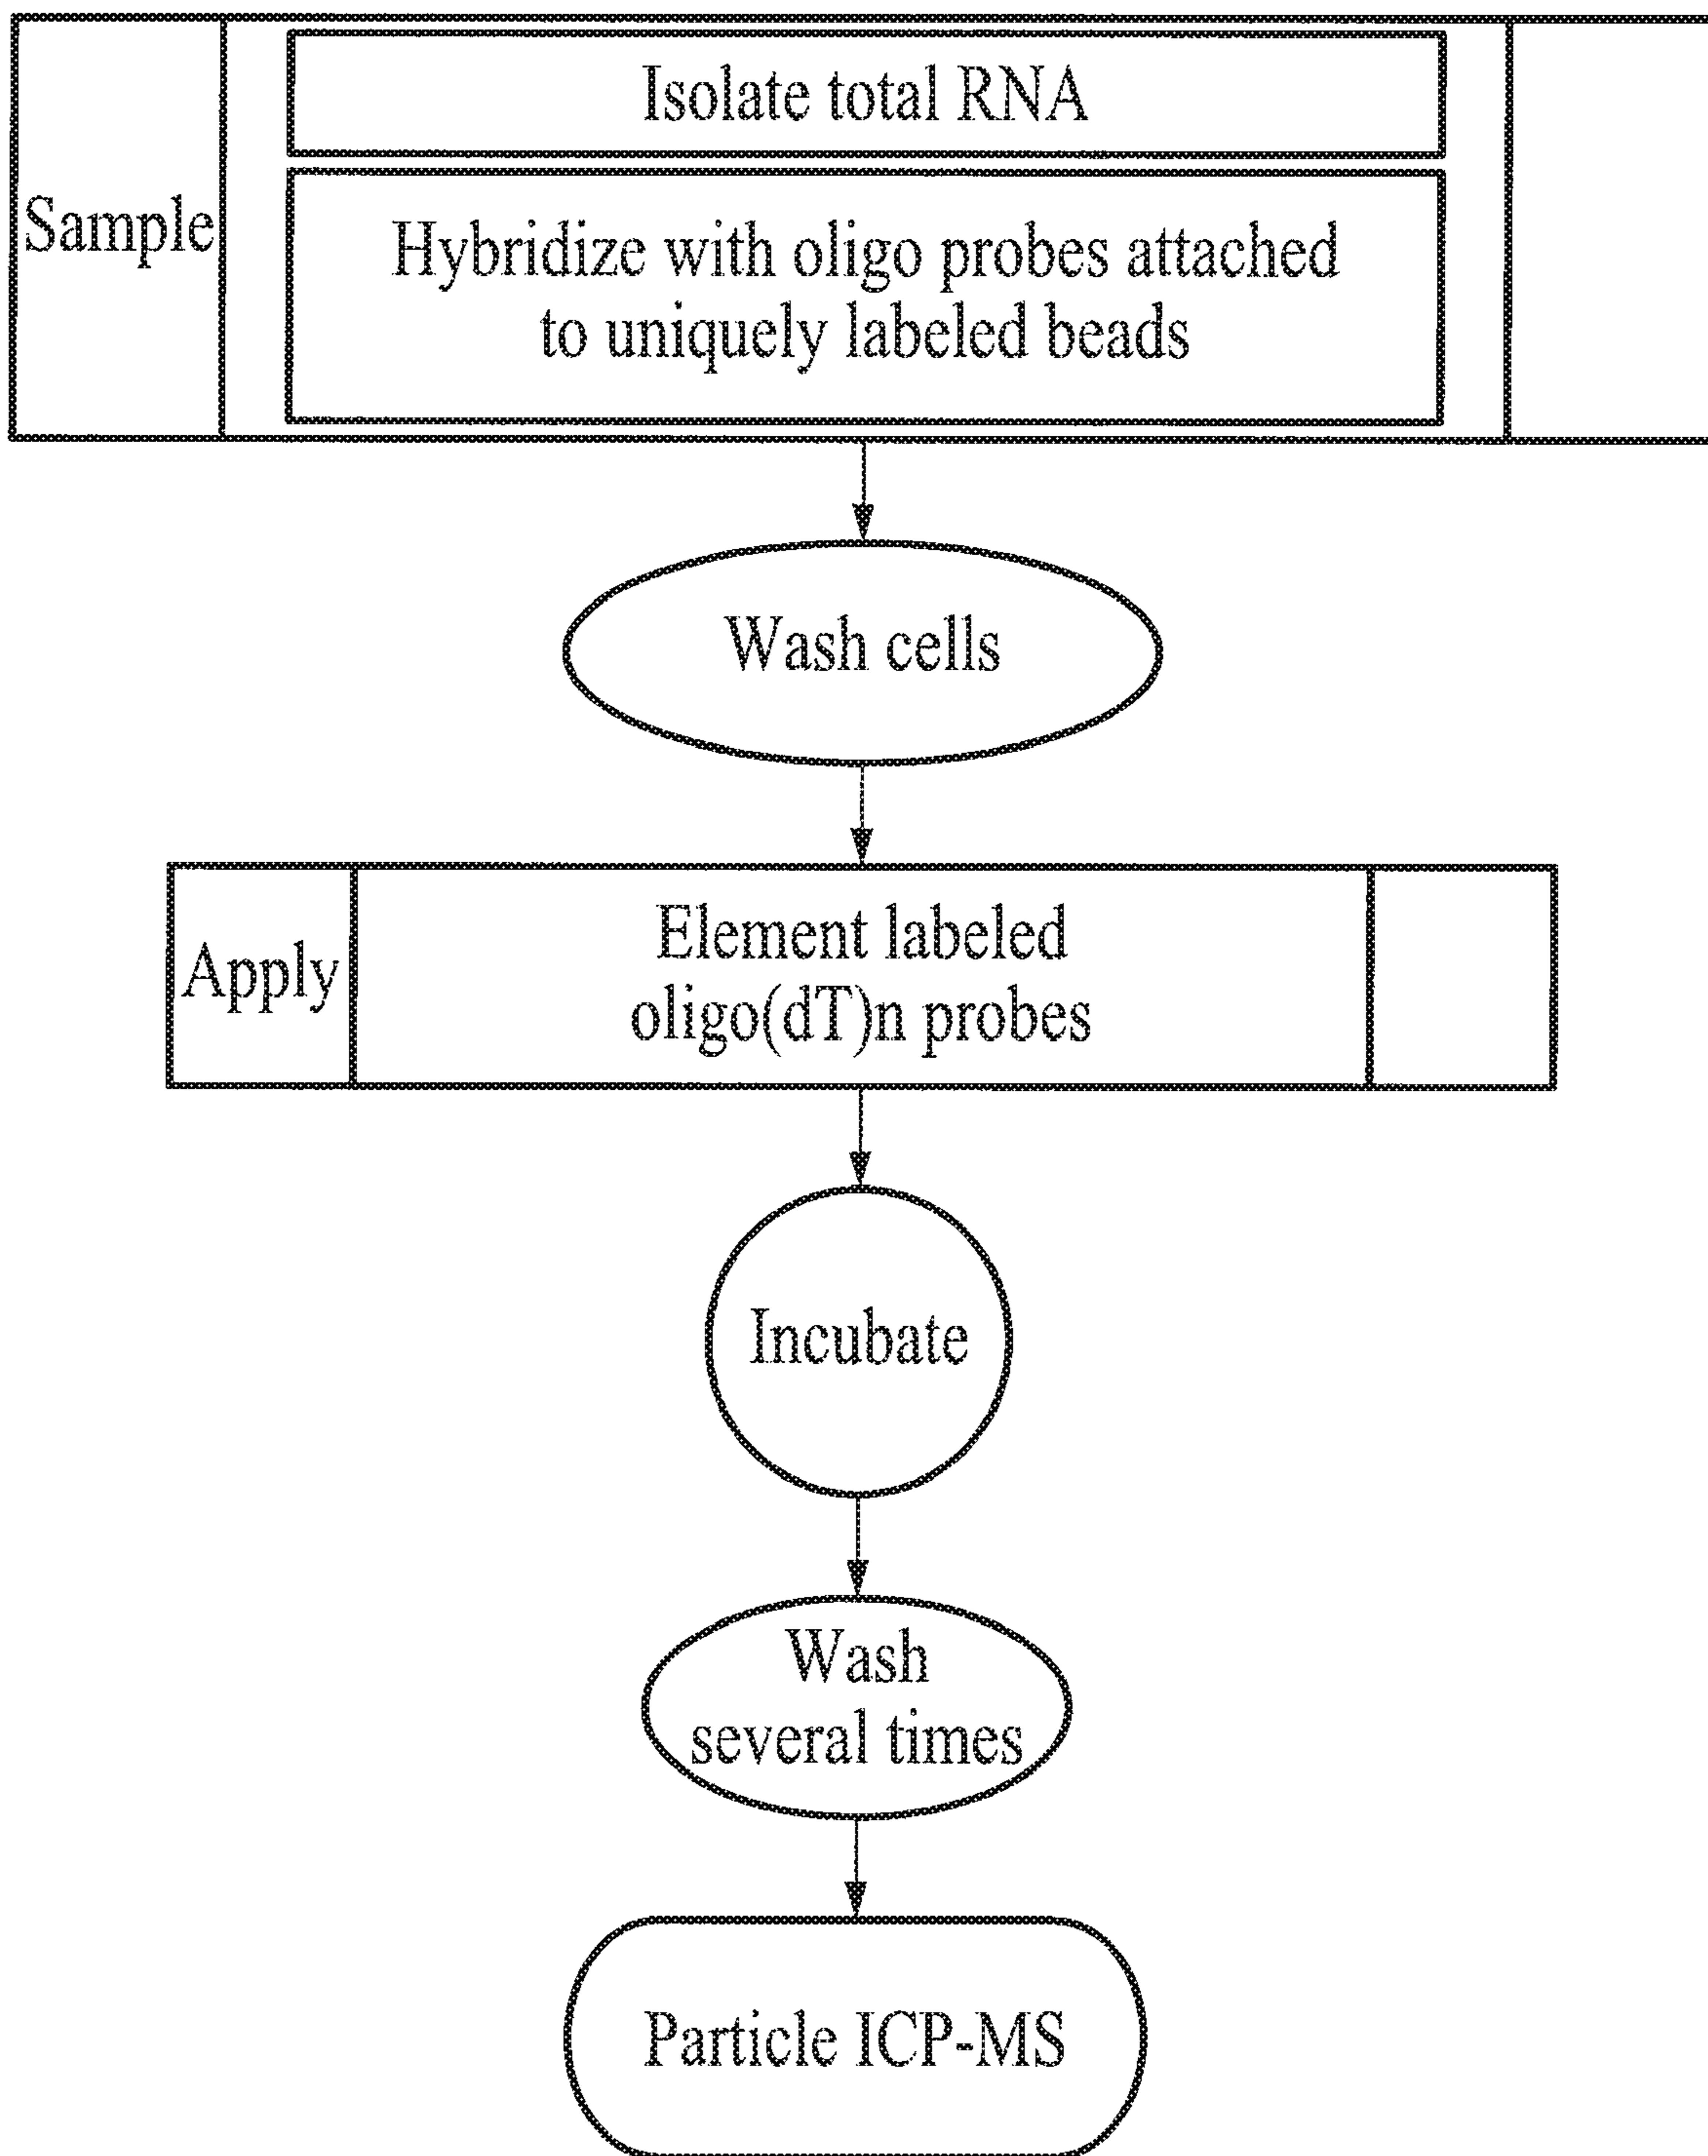 Sample
Isolate total RNA
Hybridize with oligo probes attached
to uniquely labeled beads
Wash cells
Apply
Element labeled
oligo(dT)n probes
Incubate
Wash
several times
Particle ICP-MS